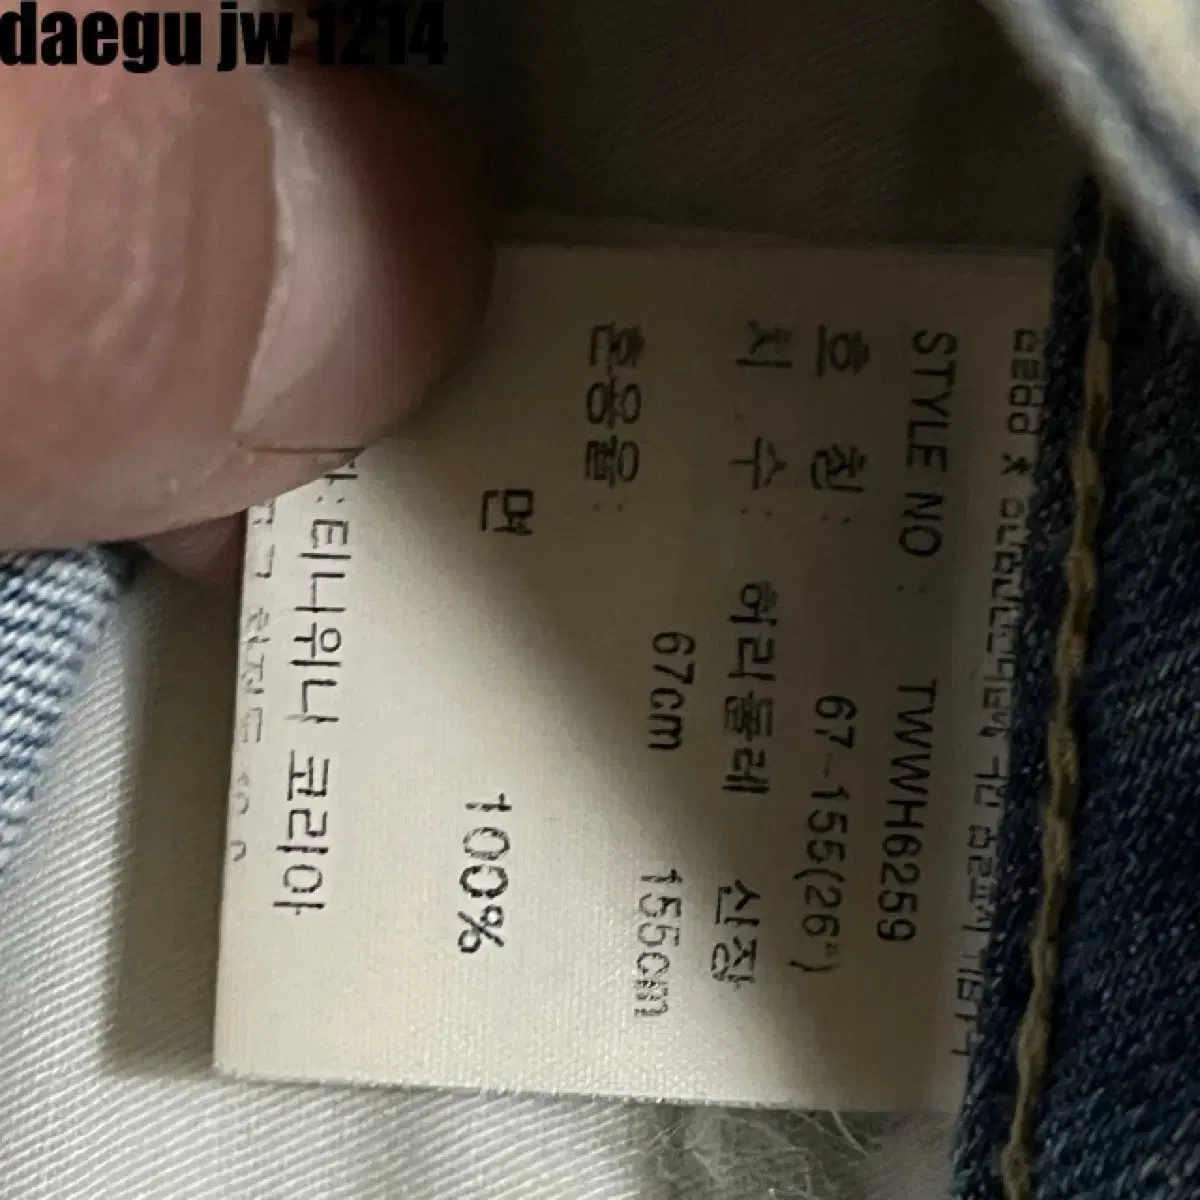 daegu jw 1214
STYLE NO : TWWH6259
호 칭: 67-155(26")
치 수: 허리둘레 신장
67cm 155cm
혼용율:
면 100%
:티니위니 코리아